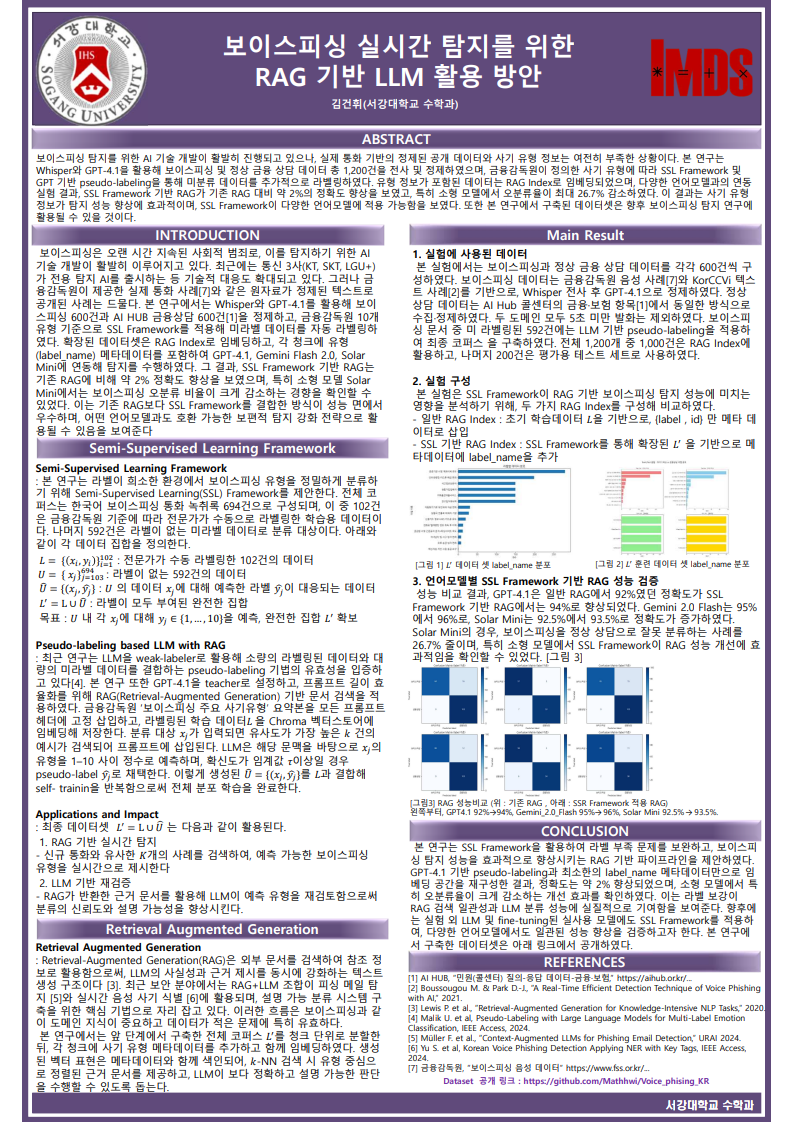 서강대학교
IHS
SOGANG UNIVERSITY
보이스피싱 실시간 탐지를 위한
RAG 기반 LLM 활용 방안
김건휘(서강대학교 수학과)
IMDS
ABSTRACT
보이스피싱 탐지를 위한 AI 기술 개발이 활발히 진행되고 있으나, 실제 통화 기반의 정제된 공개 데이터와 사기 유형 정보는 여전히 부족한 상황이다. 본 연구는
Whisper와 GPT-4.1을 활용해 보이스피싱 및 정상 금융 상담 데이터 총 1,200건을 전사 및 정제하였으며, 금융감독원이 정의한 사기 유형에 따라 SSL Framework 및
GPT 기반 pseudo-labeling을 통해 미분류 데이터를 추가적으로 라벨링하였다. 유형 정보가 포함된 데이터는 RAG Index로 임베딩되었으며, 다양한 언어모델과의 연동
실험 결과, SSL Framework 기반 RAG가 기존 RAG 대비 약 2%의 정확도 향상을 보였고, 특히 소형 모델에서 오분류율이 최대 26.7% 감소하였다. 이 결과는 사기 유형
정보가 탐지 성능 향상에 효과적이며, SSL Framework이 다양한 언어모델에 적용 가능함을 보였다. 또한 본 연구에서 구축된 데이터셋은 향후 보이스피싱 탐지 연구에
활용될 수 있을 것이다.
INTRODUCTION
보이스피싱은 오랜 시간 지속된 사회적 범죄로, 이를 탐지하기 위한 AI
기술 개발이 활발히 이루어지고 있다. 최근에는 통신 3사(KT, SKT, LGU+)
가 전용 탐지 AI를 출시하는 등 기술적 대응도 확대되고 있다. 그러나 금
융감독원이 제공한 실제 통화 사례[7]와 같은 원자료가 정제된 텍스트로
공개된 사례는 드물다. 본 연구에서는 Whisper와 GPT-4.1를 활용해 보이
스피싱 600건과 AI HUB 금융상담 600건[1]을 정제하고, 금융감독원 10개
유형 기준으로 SSL Framework를 적용해 미라벨 데이터를 자동 라벨링하
였다. 확장된 데이터셋은 RAG Index로 임베딩하고, 각 청크에 유형
(label_name) 메타데이터를 포함하여 GPT-4.1, Gemini Flash 2.0, Solar
Mini에 연동해 탐지를 수행하였다. 그 결과, SSL Framework 기반 RAG는
기존 RAG에 비해 약 2% 정확도 향상을 보였으며, 특히 소형 모델 Solar
Mini에서는 보이스피싱 오분류 비율이 크게 감소하는 경향을 확인할 수
있었다. 이는 기존 RAG보다 SSL Framework를 결합한 방식이 성능 면에서
우수하며, 어떤 언어모델과도 호환 가능한 보편적 탐지 강화 전략으로 활
용될 수 있음을 보여준다
Semi-Supervised Learning Framework
Semi-Supervised Learning Framework
: 본 연구는 라벨이 희소한 환경에서 보이스피싱 유형을 정밀하게 분류하
기 위해 Semi-Supervised Learning(SSL) Framework를 제안한다. 전체 코
퍼스는 한국어 보이스피싱 통화 녹취록 694건으로 구성되며, 이 중 102건
은 금융감독원 기준에 따라 전문가가 수동으로 라벨링한 학습용 데이터이
다. 나머지 592건은 라벨이 없는 미라벨 데이터로 분류 대상이다. 아래와
같이 각 데이터 집합을 정의한다.
L = {(xᵢ, yᵢ)}¹⁰²ᵢ₌₁ : 전문가가 수동 라벨링한 102건의 데이터
U = { xⱼ}⁶⁹⁴ⱼ₌₁₀₃ : 라벨이 없는 592건의 데이터
Ũ = {(xⱼ, ŷⱼ} : U 의 데이터 xⱼ에 대해 예측한 라벨 ŷⱼ이 대응되는 데이터
L′ = L ∪ Ũ : 라벨이 모두 부여된 완전한 집합
목표 : U 내 각 xⱼ에 대해 yⱼ ∈ {1, … , 10}을 예측, 완전한 집합 L′ 확보
Pseudo-labeling based LLM with RAG
: 최근 연구는 LLM을 weak-labeler로 활용해 소량의 라벨링된 데이터와 대
량의 미라벨 데이터를 결합하는 pseudo-labeling 기법의 유효성을 입증하
고 있다[4]. 본 연구 또한 GPT-4.1을 teacher로 설정하고, 프롬프트 길이 효
율화를 위해 RAG(Retrieval-Augmented Generation) 기반 문서 검색을 적
용하였다. 금융감독원 '보이스피싱 주요 사기유형' 요약본을 모든 프롬프트
헤더에 고정 삽입하고, 라벨링된 학습 데이터L 을 Chroma 벡터스토어에
임베딩해 저장한다. 분류 대상 xⱼ가 입력되면 유사도가 가장 높은 k 건의
예시가 검색되어 프롬프트에 삽입된다. LLM은 해당 문맥을 바탕으로 xⱼ의
유형을 1–10 사이 정수로 예측하며, 확신도가 임계값 τ이상일 경우
pseudo-label ŷⱼ로 채택한다. 이렇게 생성된 Ũ = {(xⱼ, ŷⱼ)}를 L과 결합해
self- trainin을 반복함으로써 전체 분포 학습을 완료한다.
Applications and Impact
: 최종 데이터셋 L′ = L ∪ Ũ 는 다음과 같이 활용된다.
1. RAG 기반 실시간 탐지
- 신규 통화와 유사한 K개의 사례를 검색하여, 예측 가능한 보이스피싱
유형을 실시간으로 제시한다
2. LLM 기반 재검증
- RAG가 반환한 근거 문서를 활용해 LLM이 예측 유형을 재검토함으로써
분류의 신뢰도와 설명 가능성을 향상시킨다.
Retrieval Augmented Generation
Retrieval Augmented Generation
: Retrieval-Augmented Generation(RAG)은 외부 문서를 검색하여 참조 정
보로 활용함으로써, LLM의 사실성과 근거 제시를 동시에 강화하는 텍스트
생성 구조이다 [3]. 최근 보안 분야에서는 RAG+LLM 조합이 피싱 메일 탐
지 [5]와 실시간 음성 사기 식별 [6]에 활용되며, 설명 가능 분류 시스템 구
축을 위한 핵심 기법으로 자리 잡고 있다. 이러한 흐름은 보이스피싱과 같
이 도메인 지식이 중요하고 데이터가 적은 문제에 특히 유효하다.
본 연구에서는 앞 단계에서 구축한 전체 코퍼스 L′를 청크 단위로 분할한
뒤, 각 청크에 사기 유형 메타데이터를 추가하고 함께 임베딩하였다. 생성
된 벡터 표현은 메타데이터와 함께 색인되어, k-NN 검색 시 유형 중심으
로 정렬된 근거 문서를 제공하고, LLM이 보다 정확하고 설명 가능한 판단
을 수행할 수 있도록 돕는다.
Main Result
1. 실험에 사용된 데이터
본 실험에서는 보이스피싱과 정상 금융 상담 데이터를 각각 600건씩 구
성하였다. 보이스피싱 데이터는 금융감독원 음성 사례[7]와 KorCCVi 텍스
트 사례[2]를 기반으로, Whisper 전사 후 GPT-4.1으로 정제하였다. 정상
상담 데이터는 AI Hub 콜센터의 금융·보험 항목[1]에서 동일한 방식으로
수집·정제하였다. 두 도메인 모두 5초 미만 발화는 제외하였다. 보이스피
싱 문서 중 미 라벨링된 592건에는 LLM 기반 pseudo-labeling을 적용하
여 최종 코퍼스 을 구축하였다. 전체 1,200개 중 1,000건은 RAG Index에
활용하고, 나머지 200건은 평가용 테스트 세트로 사용하였다.
2. 실험 구성
본 실험은 SSL Framework이 RAG 기반 보이스피싱 탐지 성능에 미치는
영향을 분석하기 위해, 두 가지 RAG Index를 구성해 비교하였다.
- 일반 RAG Index : 초기 학습데이터 L을 기반으로, {label , id} 만 메타 데
이터로 삽입
- SSL 기반 RAG Index : SSL Framework를 통해 확장된 L′ 을 기반으로 메
타데이터에 label_name을 추가
[그림 1] L′ 데이터 셋 label_name 분포
[그림 2] L′ 훈련 데이터 셋 label_name 분포
3. 언어모델별 SSL Framework 기반 RAG 성능 검증
성능 비교 결과, GPT-4.1은 일반 RAG에서 92%였던 정확도가 SSL
Framework 기반 RAG에서는 94%로 향상되었다. Gemini 2.0 Flash는 95%
에서 96%로, Solar Mini는 92.5%에서 93.5%로 정확도가 증가하였다.
Solar Mini의 경우, 보이스피싱을 정상 상담으로 잘못 분류하는 사례를
26.7% 줄이며, 특히 소형 모델에서 SSL Framework이 RAG 성능 개선에 효
과적임을 확인할 수 있었다. [그림 3]
[그림3] RAG 성능비교 (위 : 기존 RAG , 아래 : SSR Framework 적용 RAG)
왼쪽부터, GPT4.1 92%→94%, Gemini_2.0_Flash 95%→96%, Solar Mini 92.5% → 93.5%.
CONCLUSION
본 연구는 SSL Framework을 활용하여 라벨 부족 문제를 보완하고, 보이스피
싱 탐지 성능을 효과적으로 향상시키는 RAG 기반 파이프라인을 제안하였다.
GPT-4.1 기반 pseudo-labeling과 최소한의 label_name 메타데이터만으로 임
베딩 공간을 재구성한 결과, 정확도는 약 2% 향상되었으며, 소형 모델에서 특
히 오분류율이 크게 감소하는 개선 효과를 확인하였다. 이는 라벨 보강이
RAG 검색 일관성과 LLM 분류 성능에 실질적으로 기여함을 보여준다. 향후에
는 실험 외 LLM 및 fine-tuning된 실사용 모델에도 SSL Framework를 적용하
여, 다양한 언어모델에서도 일관된 성능 향상을 검증하고자 한다. 본 연구에
서 구축한 데이터셋은 아래 링크에서 공개하였다.
REFERENCES
[1] AI HUB, "민원(콜센터) 질의-응답 데이터-금융·보험," https://aihub.or.kr/...
[2] Boussougou M. & Park D.-J., "A Real-Time Efficient Detection Technique of Voice Phishing
with AI," 2021.
[3] Lewis P. et al., "Retrieval-Augmented Generation for Knowledge-Intensive NLP Tasks," 2020.
[4] Malik U. et al, Pseudo-Labeling with Large Language Models for Multi-Label Emotion
Classification, IEEE Access, 2024.
[5] Müller F. et al., "Context-Augmented LLMs for Phishing Email Detection," URAI 2024.
[6] Yu S. et al, Korean Voice Phishing Detection Applying NER with Key Tags, IEEE Access,
2024.
[7] 금융감독원, "보이스피싱 음성 데이터" https://www.fss.or.kr/...
Dataset 공개 링크 : https://github.com/Mathhwi/Voice_phising_KR
서강대학교 수학과